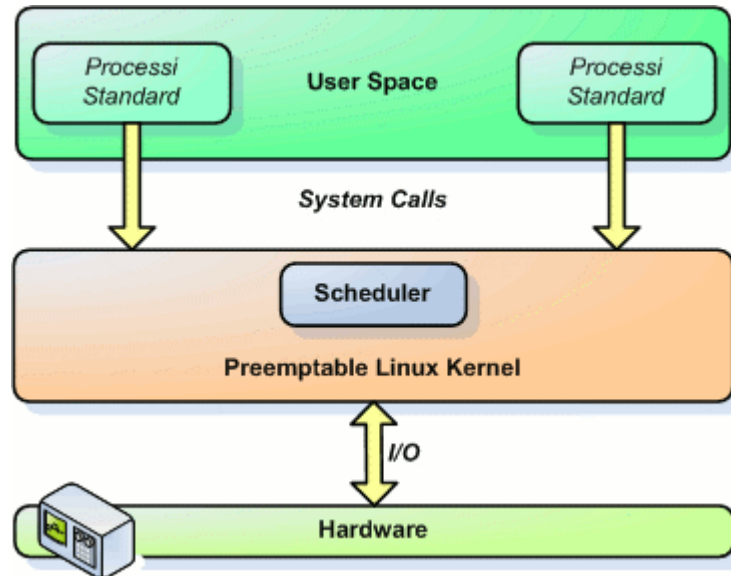 Processi
Standard
User Space
Processi
Standard
System Calls
Scheduler
Preemptable Linux Kernel
I/O
Hardware